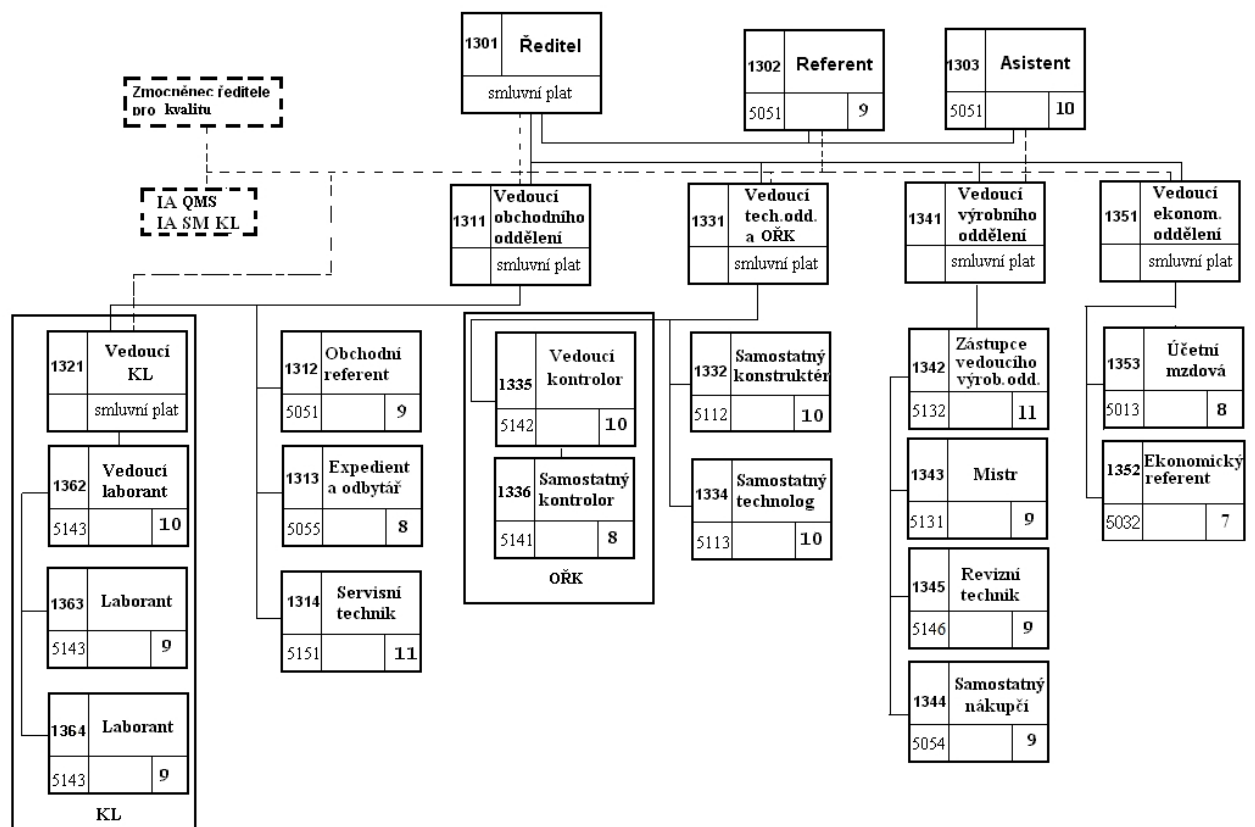 1301 Ředitel
smluvní plat
1302 Referent
5051 9
1303 Asistent
5051 10
Zmocněnec ředitele
pro kvalitu
IA QMS
IA SM KL
1311 Vedoucí
obchodního
oddělení
smluvní plat
1331 Vedoucí
tech.odd.
a OŘK
smluvní plat
1341 Vedoucí
výrobního
oddělení
smluvní plat
1351 Vedoucí
ekonom.
oddělení
smluvní plat
1321 Vedoucí
KL
smluvní plat
1362 Vedoucí
laborant
5143 10
1363 Laborant
5143 9
1364 Laborant
5143 9
KL
1312 Obchodní
referent
5051 9
1313 Expedient
a odbytář
5055 8
1314 Servisní
technik
5151 11
1335 Vedoucí
kontrolor
5142 10
1336 Samostatný
kontrolor
5141 8
OŘK
1332 Samostatný
konstruktér
5112 10
1334 Samostatný
technolog
5113 10
1342 Zástupce
vedoucího
výrob.odd.
5132 11
1343 Mistr
5131 9
1345 Revizní
technik
5146 9
1344 Samostatný
nákupčí
5054 9
1353 Účetní
mzdová
5013 8
1352 Ekonomický
referent
5032 7